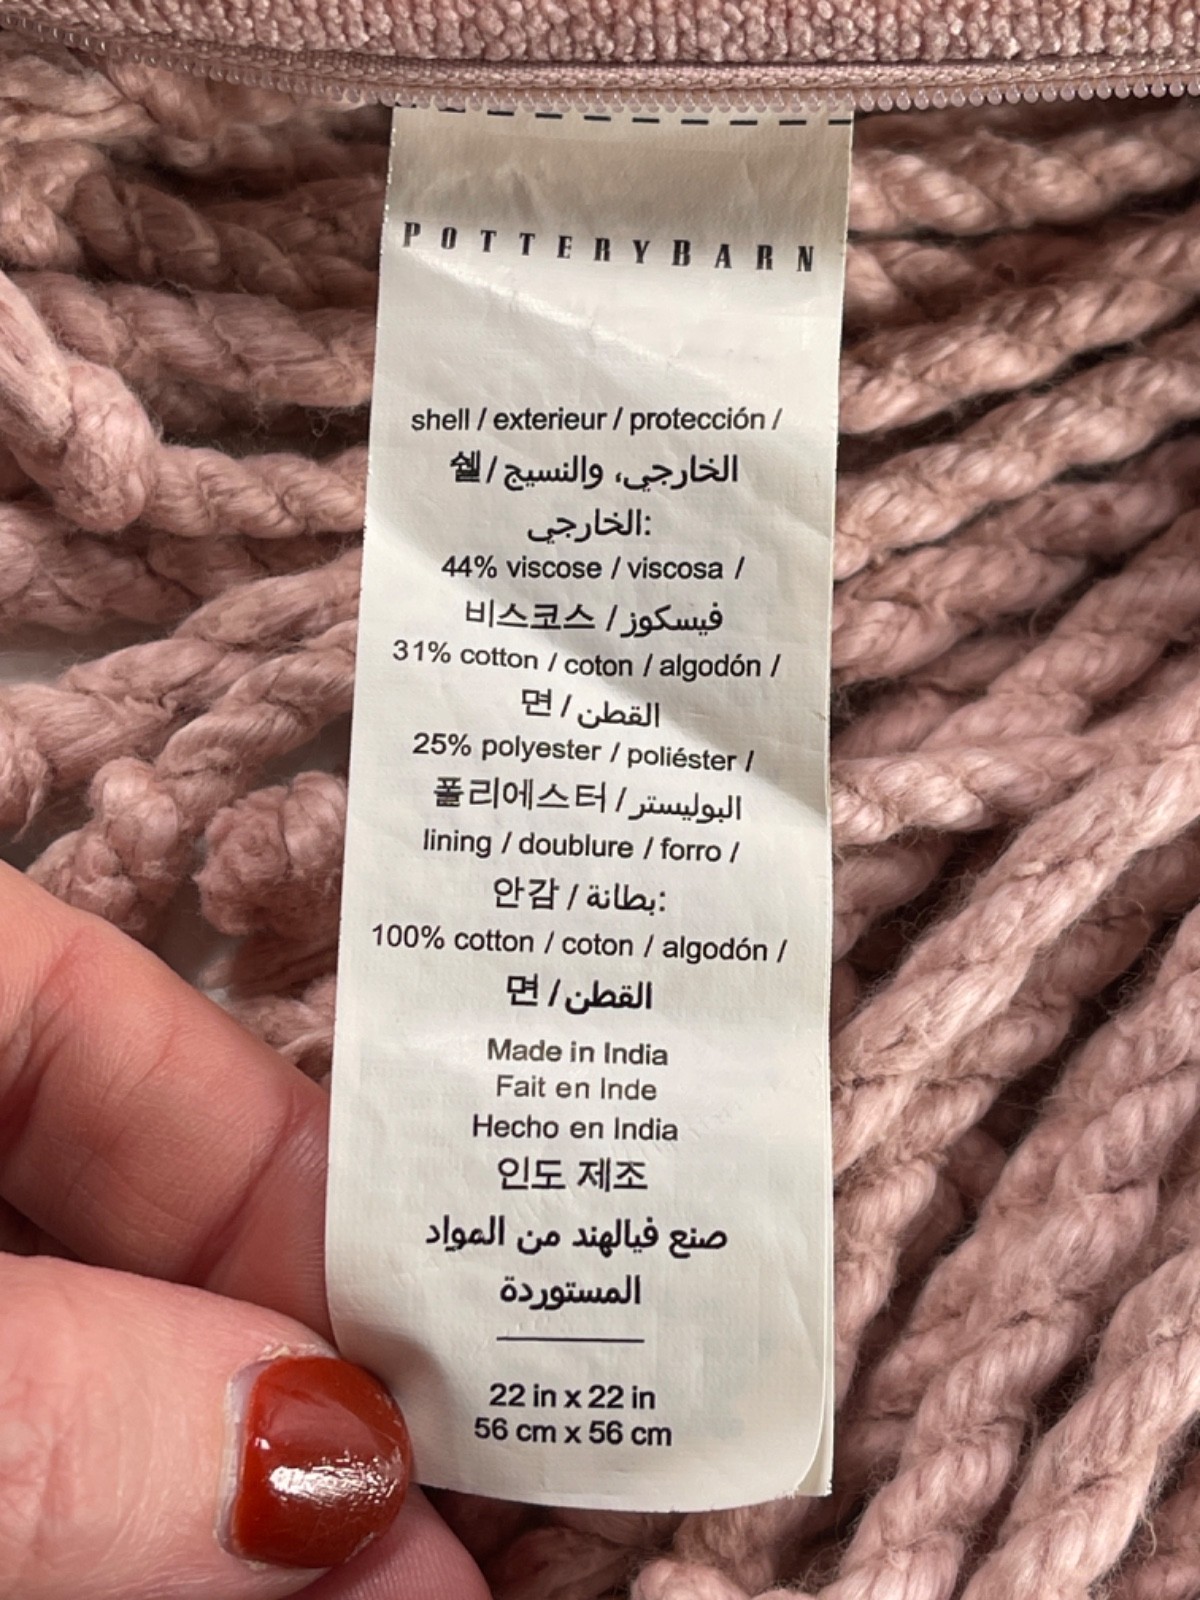 POTTERYBARN
shell / exterieur / protección /
쉘 / الخارجي، والنسيج
الخارجي:
44% viscose / viscosa /
비스코스 / فيسكوز
31% cotton / coton / algodón /
면 / القطن
25% polyester / poliéster /
폴리에스터 / البوليستر
lining / doublure / forro /
안감 / بطانة:
100% cotton / coton / algodón /
면 / القطن
Made in India
Fait en Inde
Hecho en India
인도 제조
صنع فيالهند من المواد
المستوردة
22 in x 22 in
56 cm x 56 cm